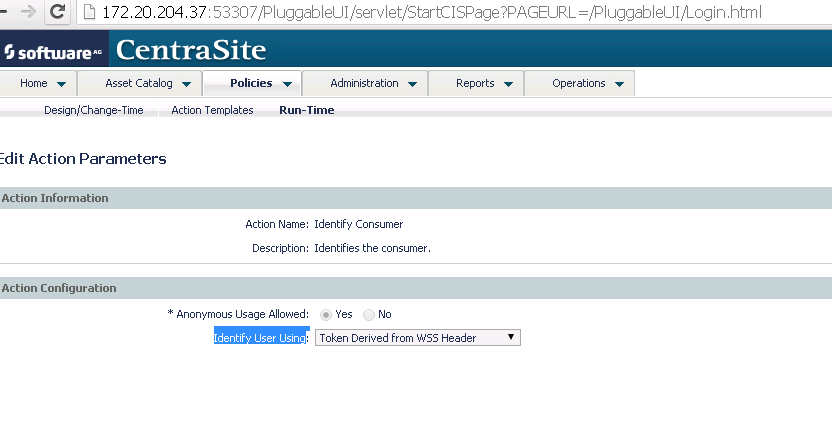 172.20.204.37:53307/PluggableUI/servlet/StartCISPage?PAGEURL=/PluggableUI/Login.html
software AG CentraSite
Home Asset Catalog Policies Administration Reports Operations
Design/Change-Time Action Templates Run-Time
Edit Action Parameters
Action Information
Action Name: Identify Consumer
Description: Identifies the consumer.
Action Configuration
* Anonymous Usage Allowed: Yes No
Identify User Using: Token Derived from WSS Header